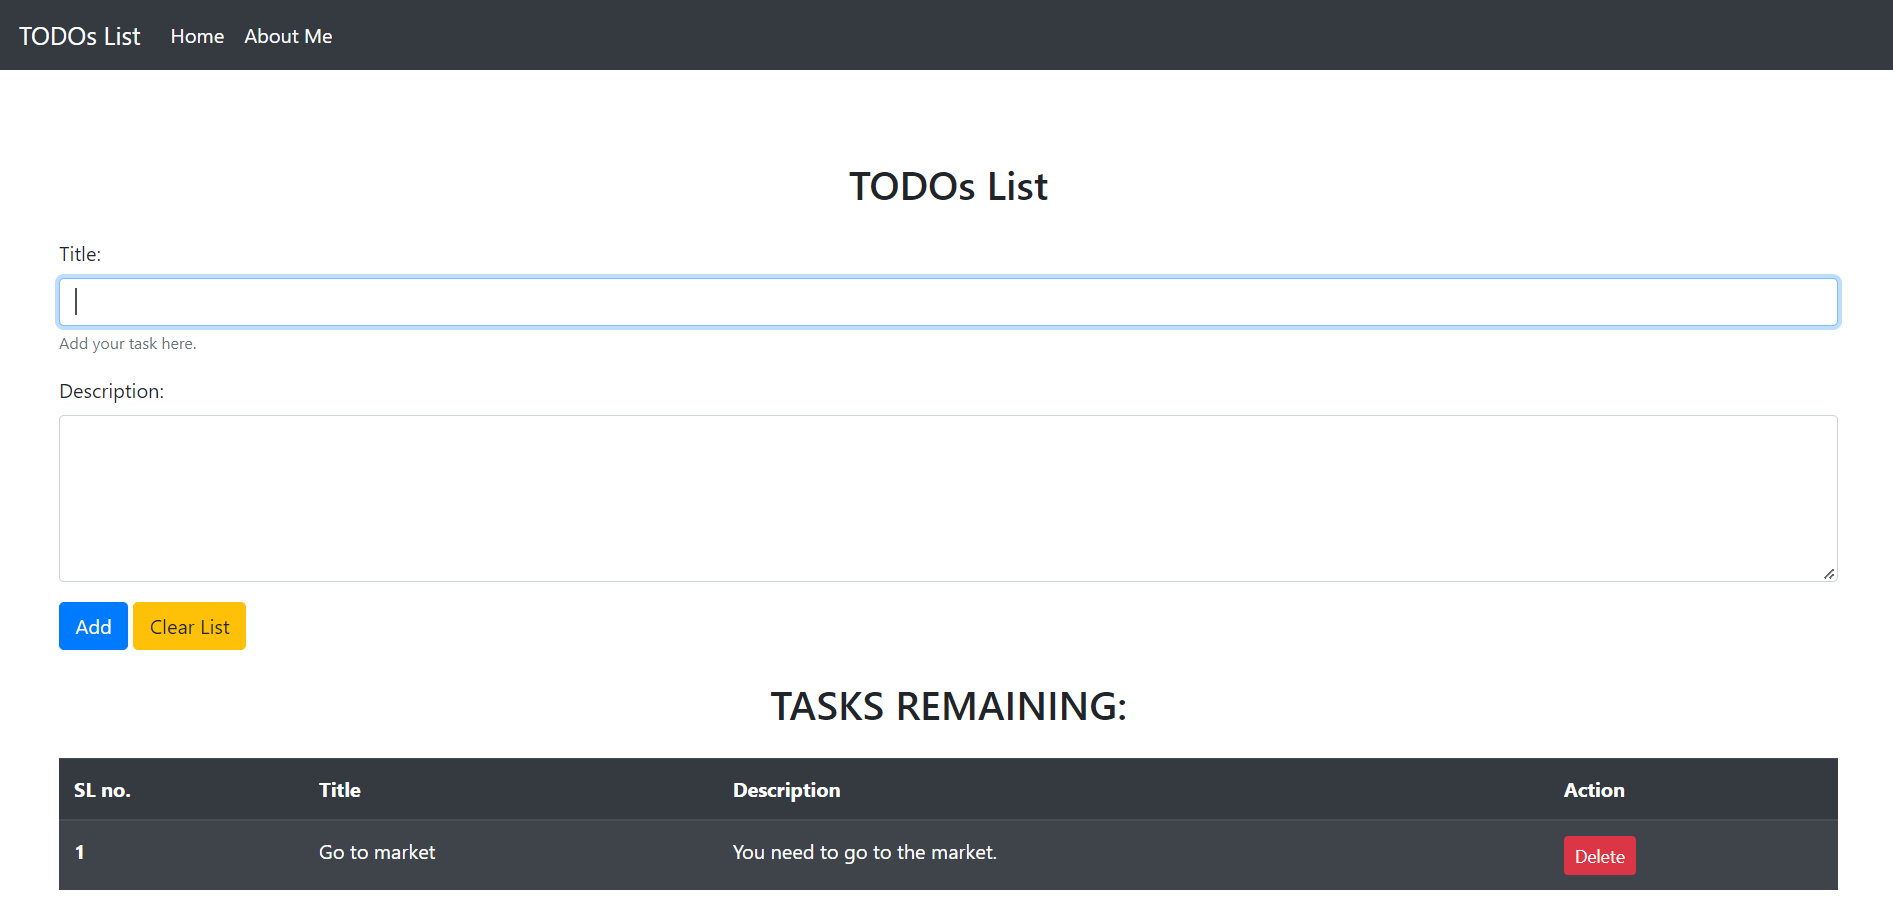 TODOs List Home About Me
TODOs List
Title:
Add your task here.
Description:
Add Clear List
TASKS REMAINING:
SL no. Title Description Action
1 Go to market You need to go to the market. Delete